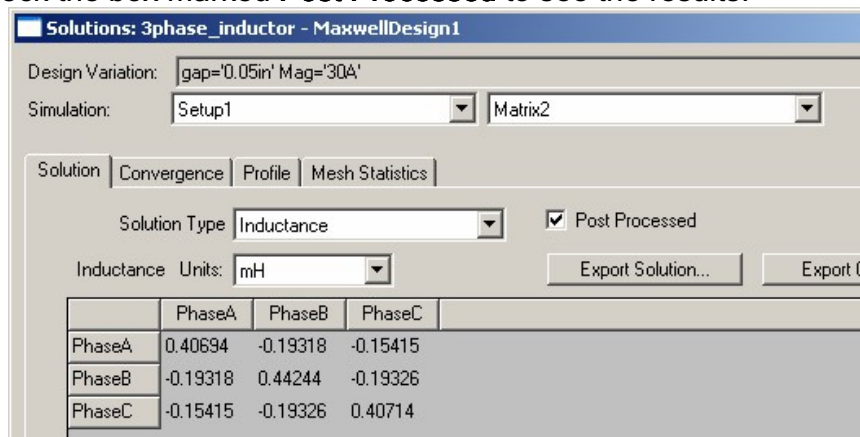 the box marked Post Processed to see the results.
Solutions: 3phase_inductor - MaxwellDesign1
Design Variation: gap='0.05in' Mag='30A'
Simulation: Setup1 Matrix2
Solution Convergence Profile Mesh Statistics
Solution Type Inductance Post Processed
Inductance Units: mH Export Solution... Export
PhaseA PhaseB PhaseC
PhaseA 0.40694 -0.19318 -0.15415
PhaseB -0.19318 0.44244 -0.19326
PhaseC -0.15415 -0.19326 0.40714